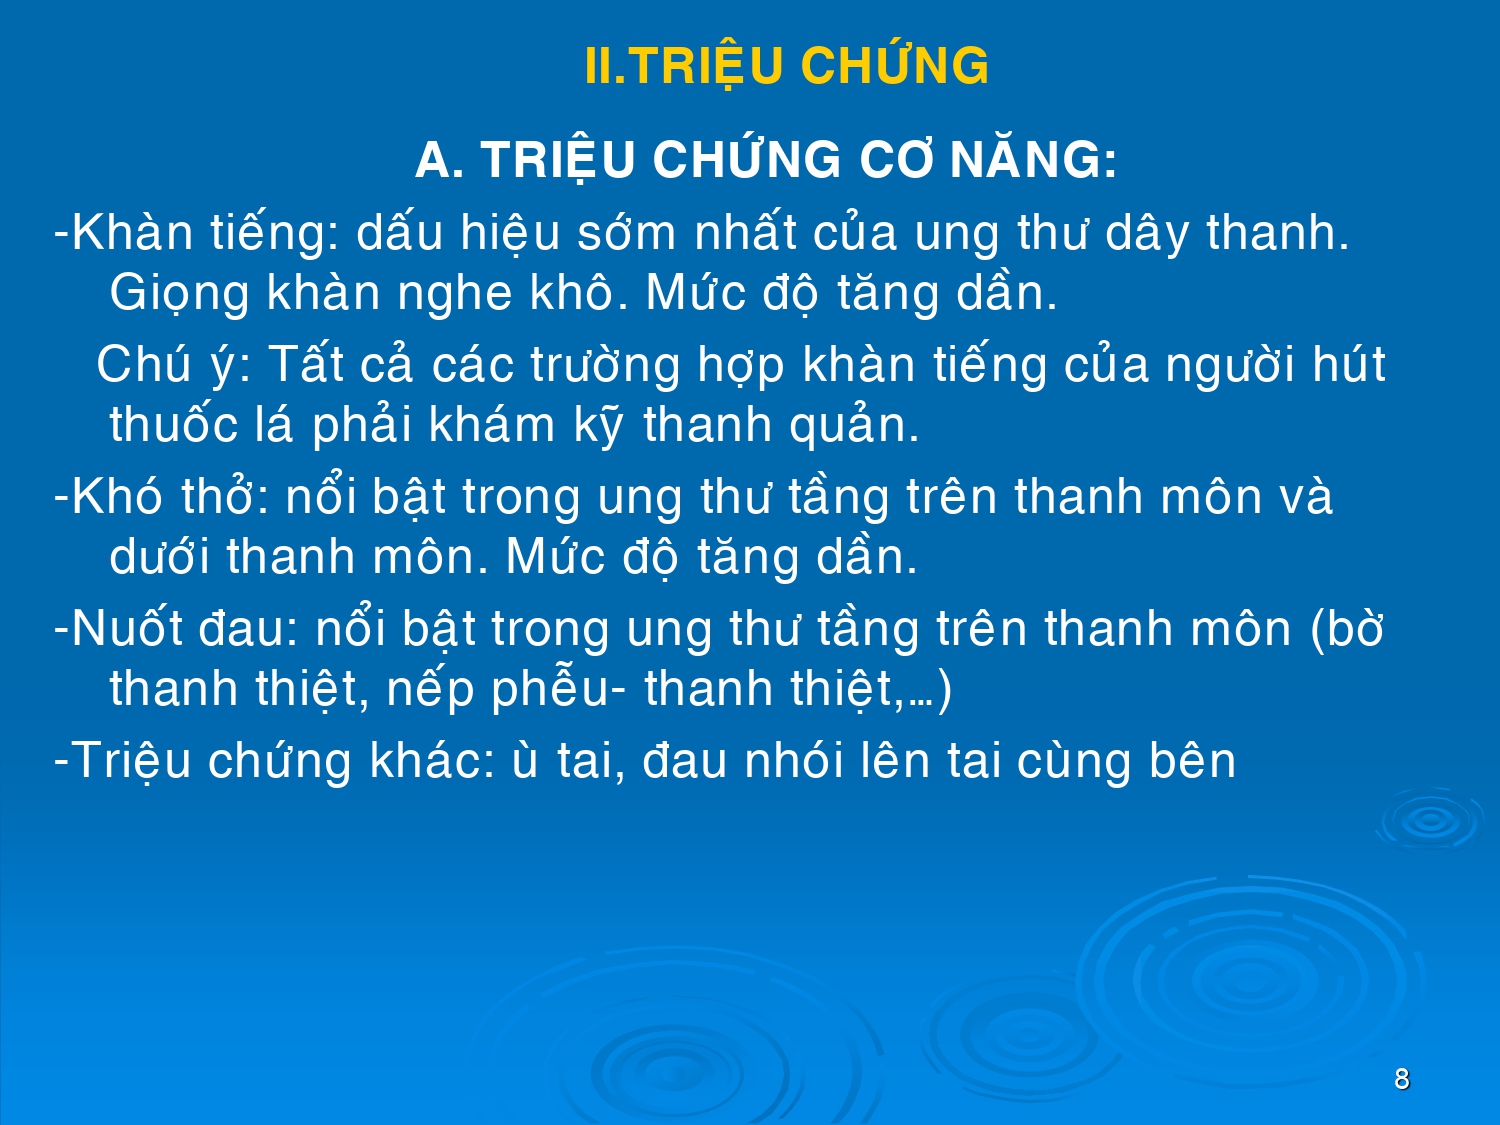 II.TRIỆU CHỨNG
A. TRIỆU CHỨNG CƠ NĂNG:
-Khàn tiếng: dấu hiệu sớm nhất của ung thư dây thanh.
Giọng khàn nghe khô. Mức độ tăng dần.
Chú ý: Tất cả các trường hợp khàn tiếng của người hút
thuốc lá phải khám kỹ thanh quản.
-Khó thở: nổi bật trong ung thư tầng trên thanh môn và
dưới thanh môn. Mức độ tăng dần.
-Nuốt đau: nổi bật trong ung thư tầng trên thanh môn (bờ
thanh thiệt, nếp phễu- thanh thiệt,…)
-Triệu chứng khác: ù tai, đau nhói lên tai cùng bên
8